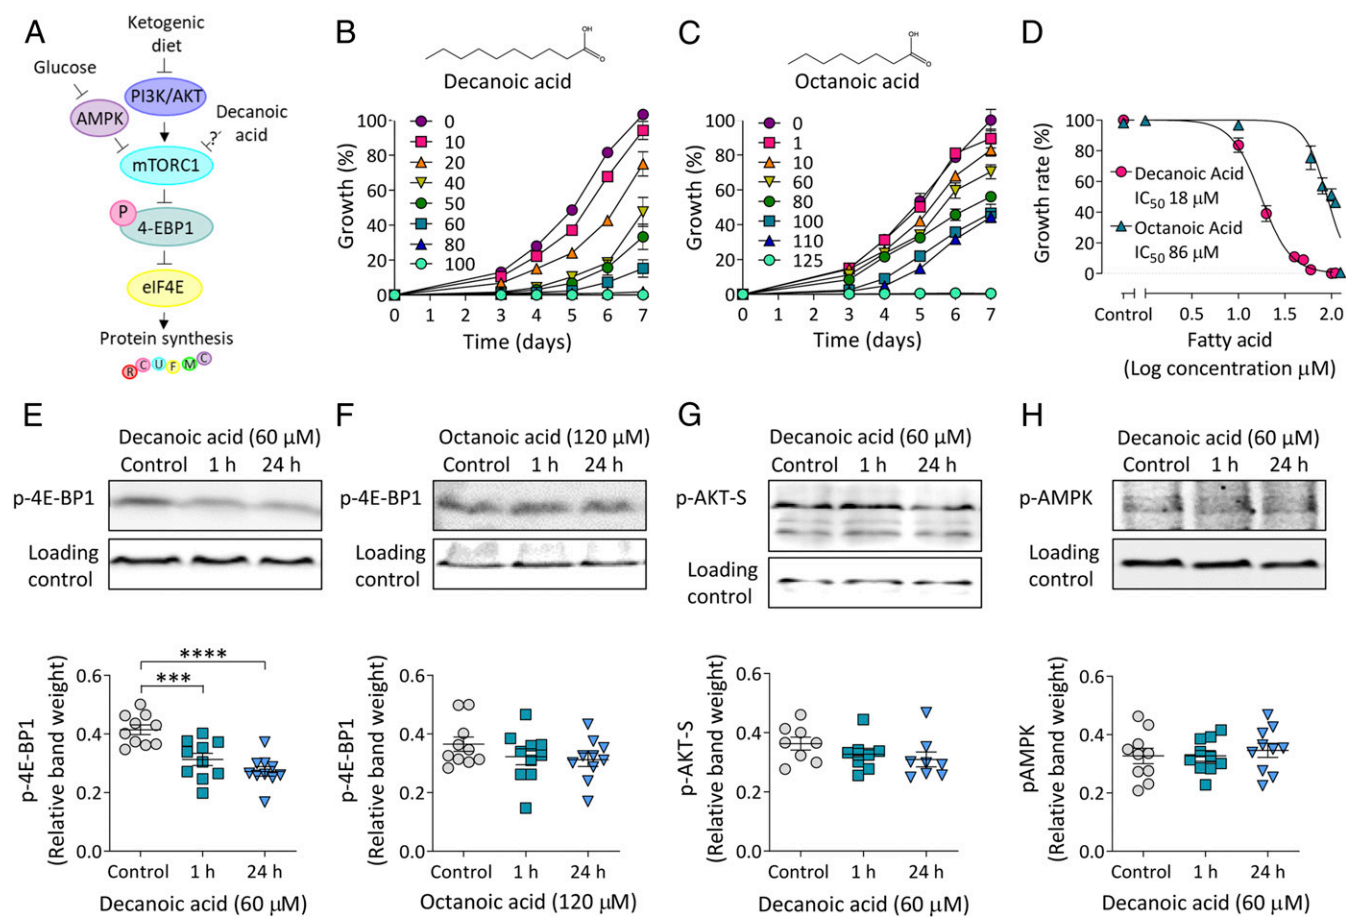 A
Ketogenic
diet
Glucose
PI3K/AKT
AMPK
Decanoic
acid
?
mTORC1
P
4-EBP1
eIF4E
Protein synthesis
R C U F M C
B
OH
O
Decanoic acid
Growth (%)
100
80
60
40
20
0
0
10
20
40
50
60
80
100
0 1 2 3 4 5 6 7
Time (days)
C
OH
O
Octanoic acid
Growth (%)
100
80
60
40
20
0
0
1
10
60
80
100
110
125
0 1 2 3 4 5 6 7
Time (days)
D
Growth rate (%)
100
80
60
40
20
0
Decanoic Acid
IC50 18 μM
Octanoic Acid
IC50 86 μM
Control 0.5 1.0 1.5 2.0
Fatty acid
(Log concentration μM)
E
Decanoic acid (60 μM)
Control 1 h 24 h
p-4E-BP1
Loading
control
p-4E-BP1
(Relative band weight)
0.6
0.4
0.2
0.0
****
***
Control 1 h 24 h
Decanoic acid (60 μM)
F
Octanoic acid (120 μM)
Control 1 h 24 h
p-4E-BP1
Loading
control
p-4E-BP1
(Relative band weight)
0.6
0.4
0.2
0.0
Control 1 h 24 h
Octanoic acid (120 μM)
G
Decanoic acid (60 μM)
Control 1 h 24 h
p-AKT-S
Loading
control
p-AKT-S
(Relative band weight)
0.6
0.4
0.2
0.0
Control 1 h 24 h
Decanoic acid (60 μM)
H
Decanoic acid (60 μM)
Control 1 h 24 h
p-AMPK
Loading
control
pAMPK
(Relative band weight)
0.6
0.4
0.2
0.0
Control 1 h 24 h
Decanoic acid (60 μM)